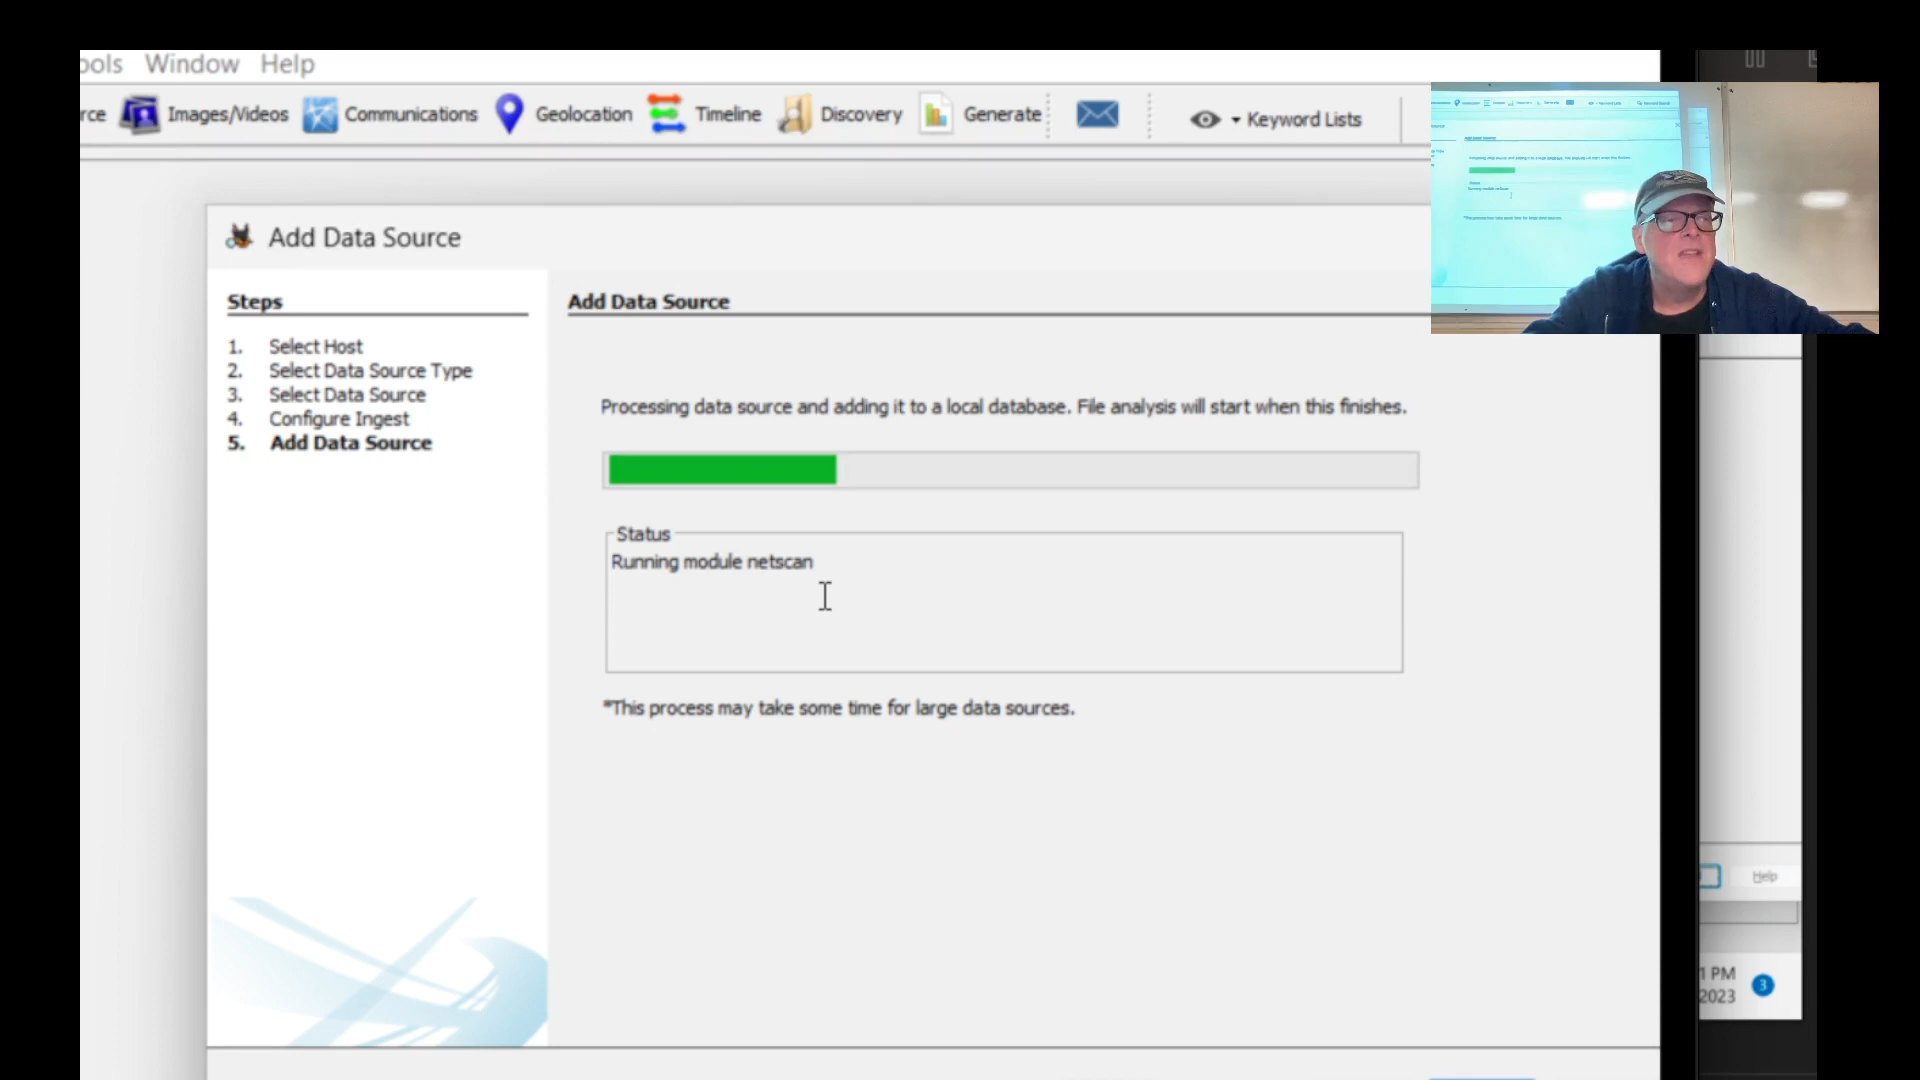 ools Window Help
rce Images/Videos Communications Geolocation Timeline Discovery Generate Keyword Lists
Add Data Source
Steps
1. Select Host
2. Select Data Source Type
3. Select Data Source
4. Configure Ingest
5. Add Data Source
Add Data Source
Processing data source and adding it to a local database. File analysis will start when this finishes.
Status
Running module netscan
*This process may take some time for large data sources.
Help
1 PM
2023
3